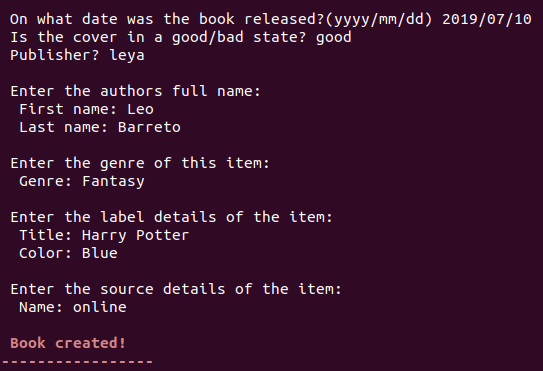 On what date was the book released?(yyyy/mm/dd) 2019/07/10
Is the cover in a good/bad state? good
Publisher? leya
Enter the authors full name:
First name: Leo
Last name: Barreto
Enter the genre of this item:
Genre: Fantasy
Enter the label details of the item:
Title: Harry Potter
Color: Blue
Enter the source details of the item:
Name: online
Book created!
-----------------